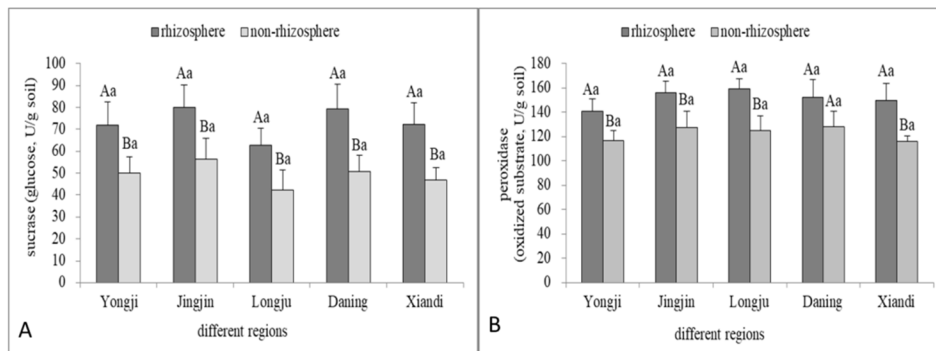 rhizosphere non-rhizosphere
sucrase (glucose, U/g soil)
100
90
80
70
60
50
40
30
20
10
0
Aa Ba Aa Ba Aa Ba Aa Ba Aa Ba
Yongji Jingjin Longju Daning Xiandi
different regions
A
rhizosphere non-rhizosphere
peroxidase
(oxidized substrate, U/g soil)
180
160
140
120
100
80
60
40
20
0
Aa Ba Aa Ba Aa Ba Aa Aa Aa Ba
Yongji Jingjin Longju Daning Xiandi
different regions
B